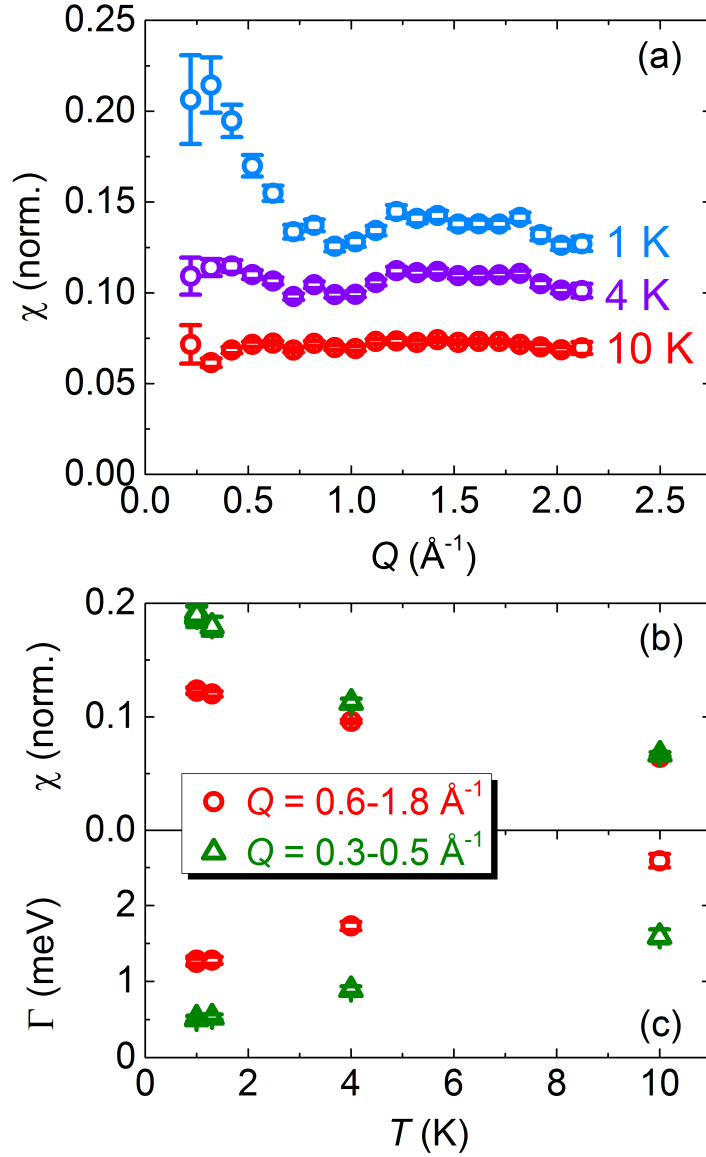 0.25
(a)
0.20
0.15
0.10
0.05
0.00
χ (norm.)
1 K
4 K
10 K
0.0 0.5 1.0 1.5 2.0 2.5
Q (Å⁻¹)
0.2
(b)
0.1
0
χ (norm.)
Q = 0.6-1.8 Å⁻¹
Q = 0.3-0.5 Å⁻¹
2
1
0
Γ (meV)
(c)
0 2 4 6 8 10
T (K)